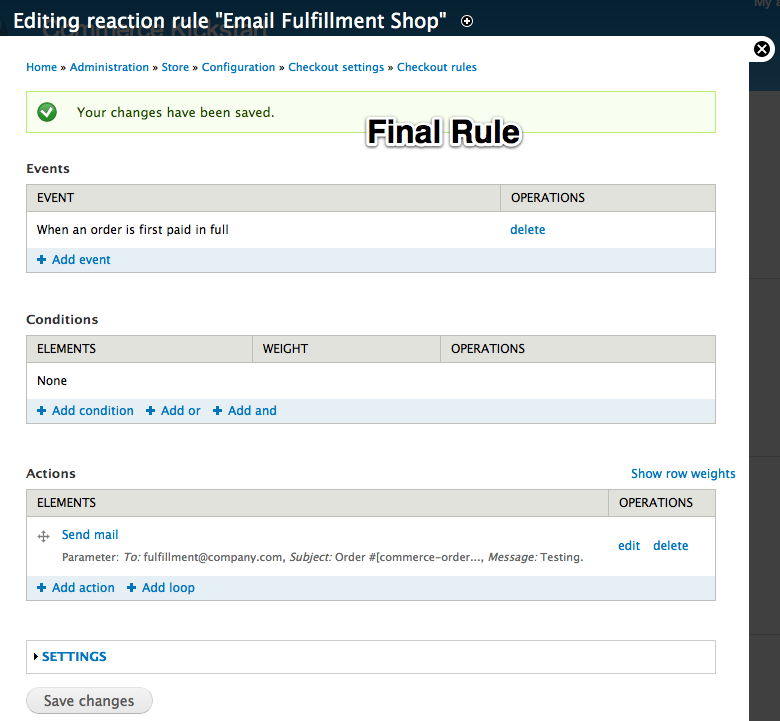 Editing reaction rule "Email Fulfillment Shop"
Commerce Kickstart
My a
Home » Administration » Store » Configuration » Checkout settings » Checkout rules
Your changes have been saved.
Final Rule
Events
EVENT OPERATIONS
When an order is first paid in full delete
Add event
Conditions
ELEMENTS WEIGHT OPERATIONS
None
Add condition Add or Add and
Actions Show row weights
ELEMENTS OPERATIONS
Send mail
edit delete
Parameter: To: fulfillment@company.com, Subject: Order #[commerce-order..., Message: Testing.
Add action Add loop
SETTINGS
Save changes